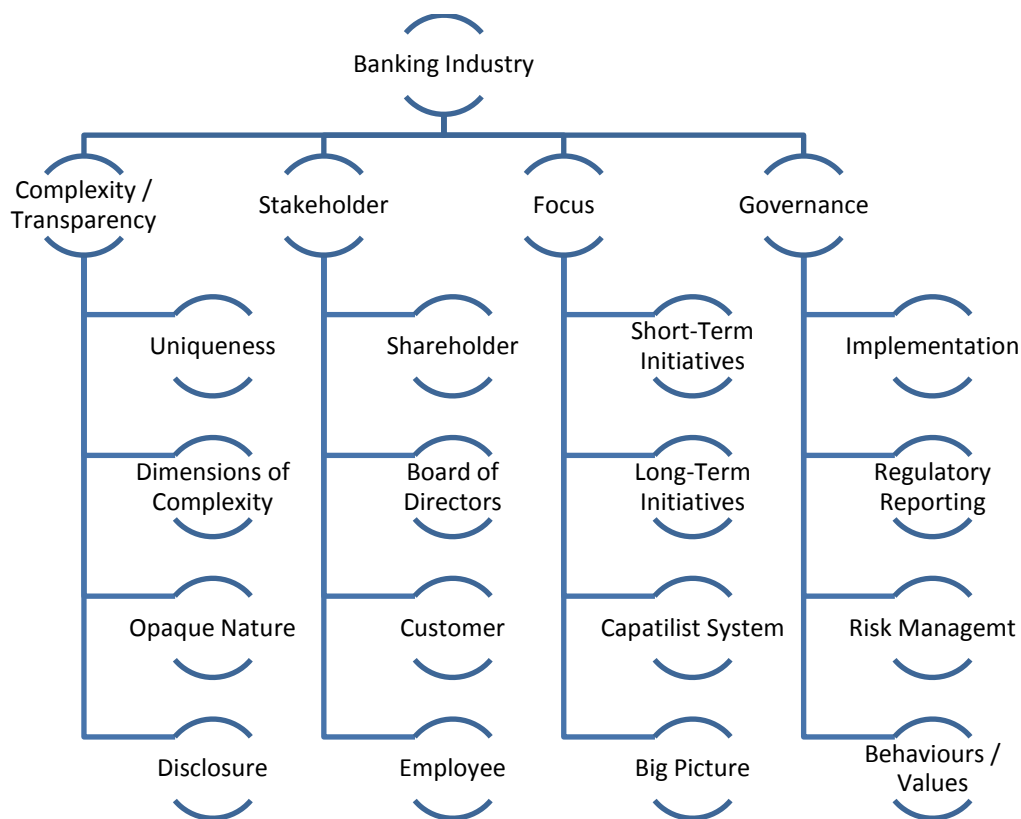 Banking Industry
Complexity /
Transparency
Stakeholder
Focus
Governance
Uniqueness
Shareholder
Short-Term
Initiatives
Implementation
Dimensions of
Complexity
Board of
Directors
Long-Term
Initiatives
Regulatory
Reporting
Opaque Nature
Customer
Capatilist System
Risk Managemt
Disclosure
Employee
Big Picture
Behaviours /
Values